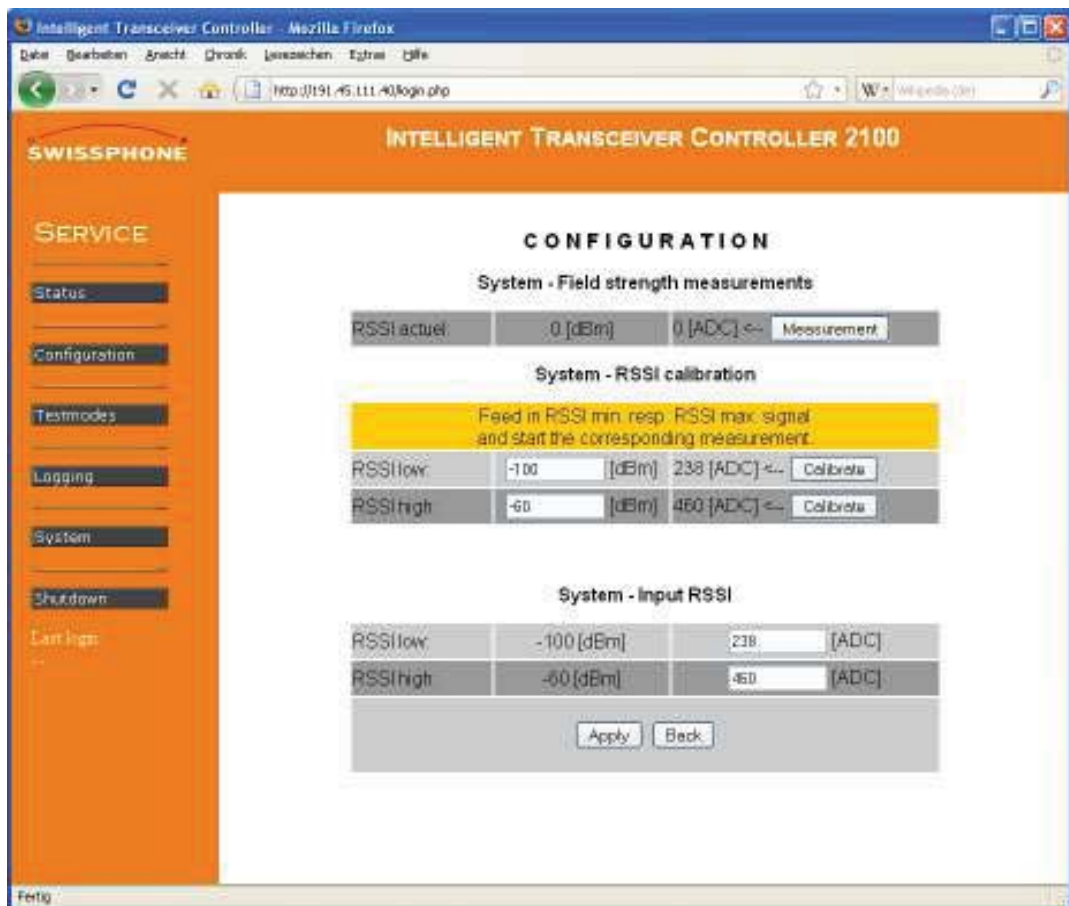 Intelligent Transceiver Controller - Mozilla Firefox
Datei Bearbeiten Ansicht Chronik Lesezeichen Extras Hilfe
http://191.45.111.40/login.php
W Wikipedia (de)
SWISSPHONE
INTELLIGENT TRANSCEIVER CONTROLLER 2100
SERVICE
Status
Configuration
Testmodes
Logging
System
Shutdown
Last login:
--
CONFIGURATION
System - Field strength measurements
RSSI actuel: 0 [dBm] 0 [ADC] <-- Measurement
System - RSSI calibration
Feed in RSSI min. resp. RSSI max. signal
and start the corresponding measurement.
RSSI low: -100 [dBm] 238 [ADC] <-- Calibrate
RSSI high: -60 [dBm] 460 [ADC] <-- Calibrate
System - Input RSSI
RSSI low: -100 [dBm] 238 [ADC]
RSSI high: -60 [dBm] 460 [ADC]
Apply Back
Fertig